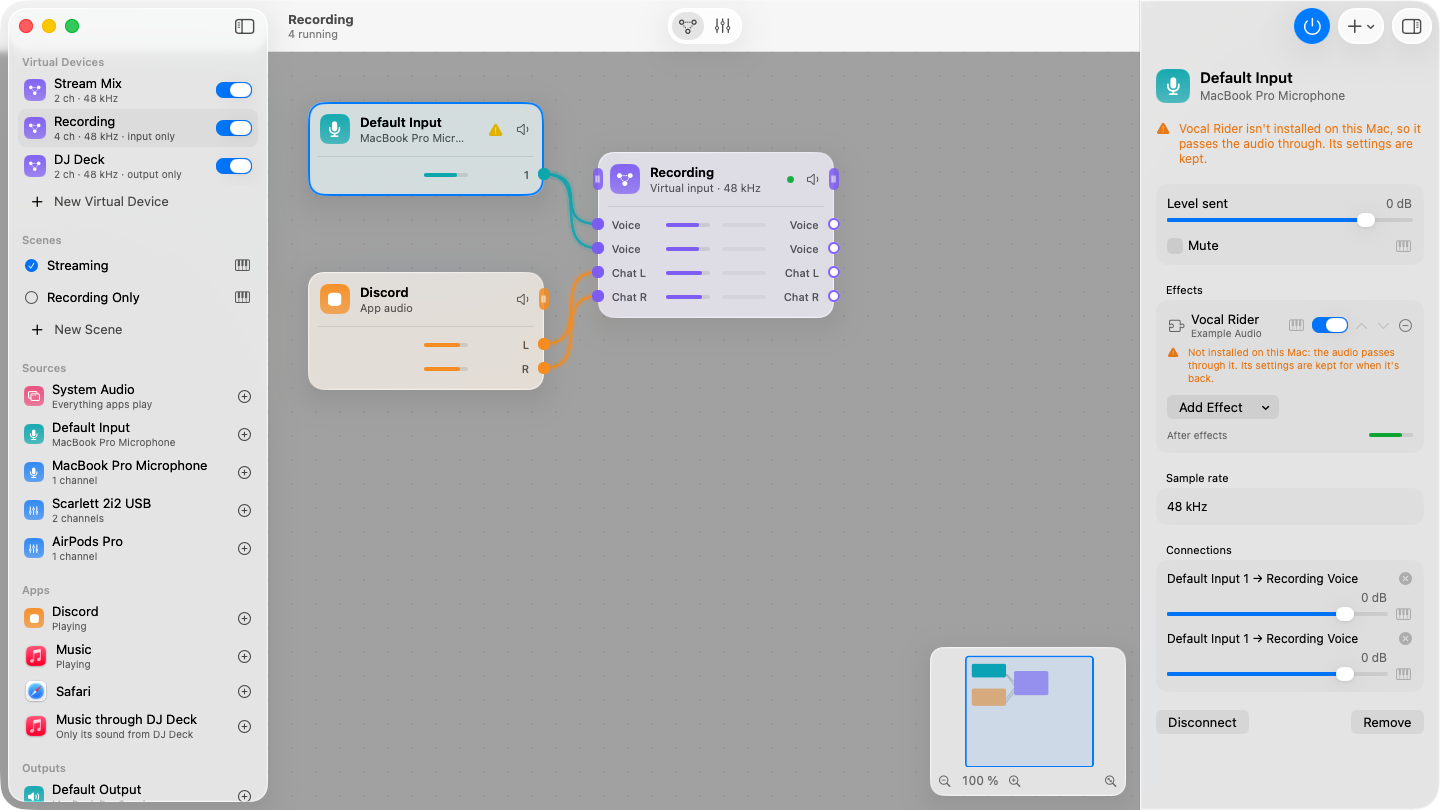 Virtual Devices
Stream Mix
2 ch · 48 kHz
Recording
4 ch · 48 kHz · input only
DJ Deck
2 ch · 48 kHz · output only
New Virtual Device
Scenes
Streaming
Recording Only
New Scene
Sources
System Audio
Everything apps play
Default Input
MacBook Pro Microphone
MacBook Pro Microphone
1 channel
Scarlett 2i2 USB
2 channels
AirPods Pro
1 channel
Apps
Discord
Playing
Music
Playing
Safari
Music through DJ Deck
Only its sound from DJ Deck
Outputs
Default Output
Recording
4 running
Default Input
MacBook Pro Micr...
1
Discord
App audio
L
R
Recording
Virtual input · 48 kHz
Voice Voice
Voice Voice
Chat L Chat L
Chat R Chat R
100 %
Default Input
MacBook Pro Microphone
Vocal Rider isn't installed on this Mac, so it
passes the audio through. Its settings are
kept.
Level sent 0 dB
Mute
Effects
Vocal Rider
Example Audio
Not installed on this Mac: the audio passes
through it. Its settings are kept for when it's
back.
Add Effect
After effects
Sample rate
48 kHz
Connections
Default Input 1 → Recording Voice
0 dB
Default Input 1 → Recording Voice
0 dB
Disconnect Remove